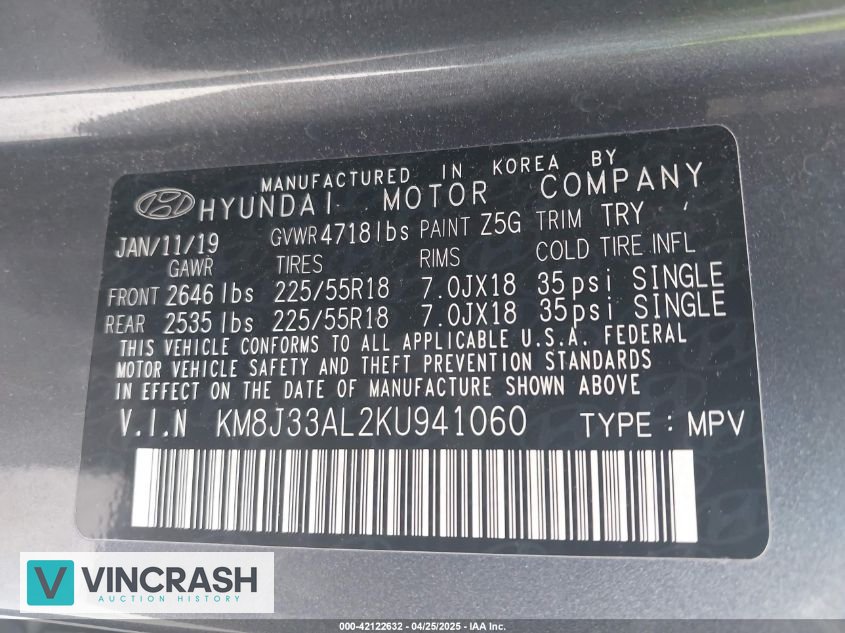 MANUFACTURED IN KOREA BY
HYUNDAI MOTOR COMPANY
JAN/11/19 GVWR 4718 lbs PAINT Z5G TRIM TRY
GAWR TIRES RIMS COLD TIRE INFL
FRONT 2646 lbs 225/55R18 7.0JX18 35psi SINGLE
REAR 2535 lbs 225/55R18 7.0JX18 35psi SINGLE
THIS VEHICLE CONFORMS TO ALL APPLICABLE U.S.A. FEDERAL
MOTOR VEHICLE SAFETY AND THEFT PREVENTION STANDARDS
IN EFFECT ON THE DATE OF MANUFACTURE SHOWN ABOVE
V.I.N KM8J33AL2KU941060 TYPE : MPV
V VINCRASH
AUCTION HISTORY
000-42122632 - 04/25/2025 - IAA Inc.